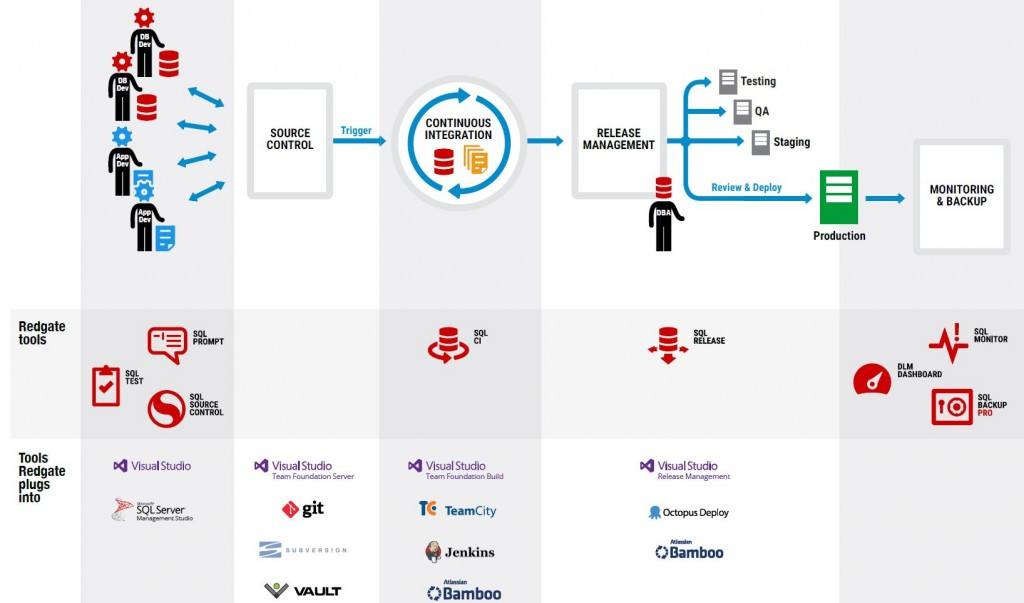 DB
Dev
DB
Dev
App
Dev
App
Dev
SOURCE
CONTROL
Trigger
CONTINUOUS
INTEGRATION
RELEASE
MANAGEMENT
DBA
Testing
QA
Staging
Review & Deploy
Production
MONITORING
& BACKUP
Redgate
tools
SQL
PROMPT
SQL
TEST
SQL
SOURCE
CONTROL
SQL
CI
SQL
RELEASE
SQL
MONITOR
DLM
DASHBOARD
SQL
BACKUP
PRO
Tools
Redgate
plugs
into
Visual Studio
Microsoft
SQL Server
Management Studio
Visual Studio
Team Foundation Server
git
SUBVERSION
VAULT
Visual Studio
Team Foundation Build
TC TeamCity
Jenkins
Atlassian
Bamboo
Visual Studio
Release Management
Octopus Deploy
Atlassian
Bamboo